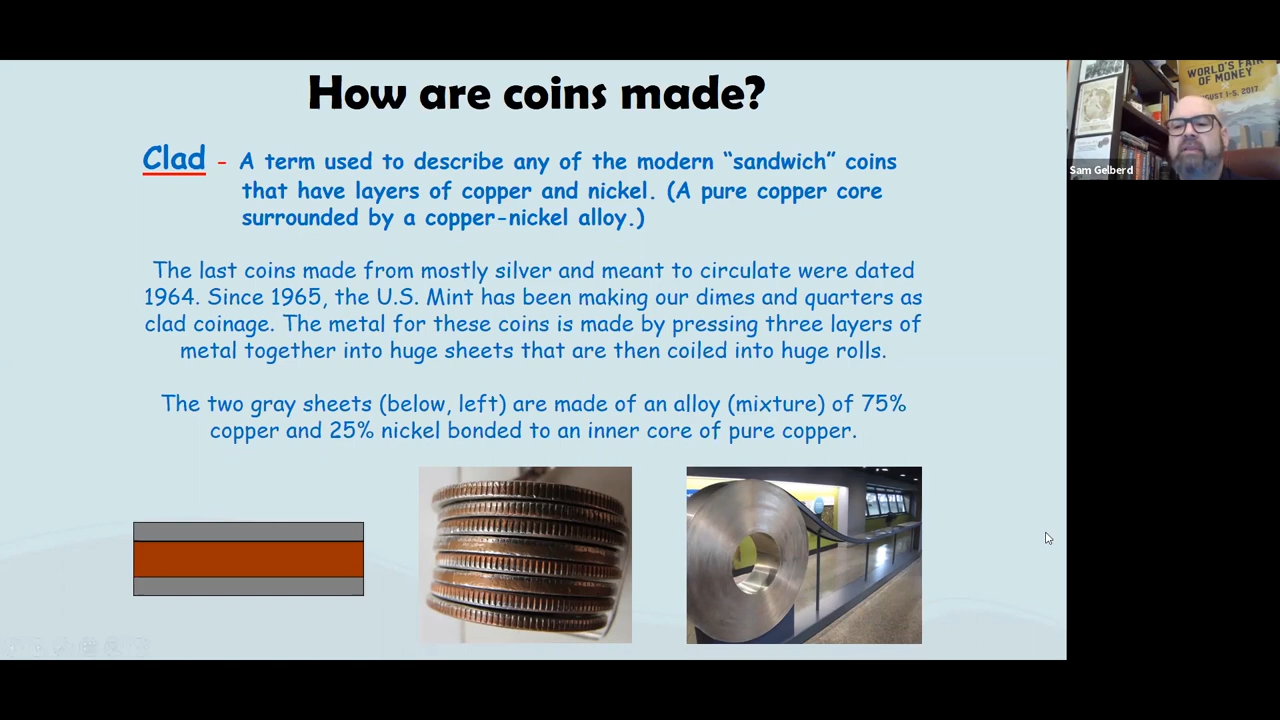 How are coins made?
Clad - A term used to describe any of the modern “sandwich” coins
that have layers of copper and nickel. (A pure copper core
surrounded by a copper-nickel alloy.)
The last coins made from mostly silver and meant to circulate were dated
1964. Since 1965, the U.S. Mint has been making our dimes and quarters as
clad coinage. The metal for these coins is made by pressing three layers of
metal together into huge sheets that are then coiled into huge rolls.
The two gray sheets (below, left) are made of an alloy (mixture) of 75%
copper and 25% nickel bonded to an inner core of pure copper.
WORLD'S FAIR
OF MONEY
AUGUST 1-5, 2017
Sam Gelberd